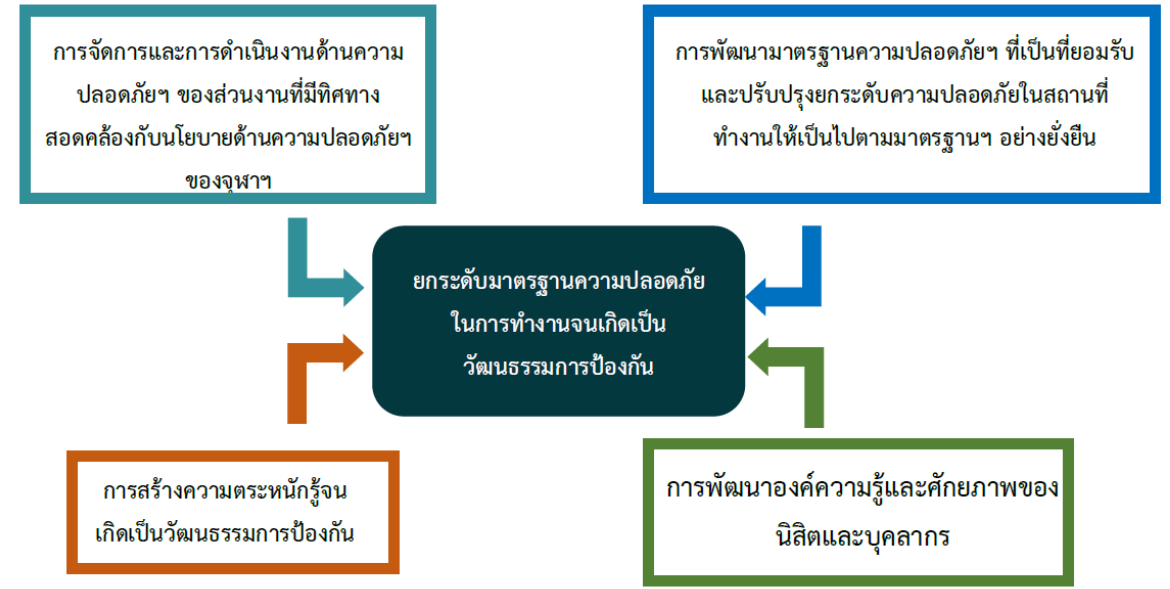 การจัดการและการดำเนินงานด้านความ
ปลอดภัยฯ ของส่วนงานที่มีทิศทาง
สอดคล้องกับนโยบายด้านความปลอดภัยฯ
ของจุฬาฯ
การพัฒนามาตรฐานความปลอดภัยฯ ที่เป็นที่ยอมรับ
และปรับปรุงยกระดับความปลอดภัยในสถานที่
ทำงานให้เป็นไปตามมาตรฐานฯ อย่างยั่งยืน
ยกระดับมาตรฐานความปลอดภัย
ในการทำงานจนเกิดเป็น
วัฒนธรรมการป้องกัน
การสร้างความตระหนักรู้จน
เกิดเป็นวัฒนธรรมการป้องกัน
การพัฒนาองค์ความรู้และศักยภาพของ
นิสิตและบุคลากร